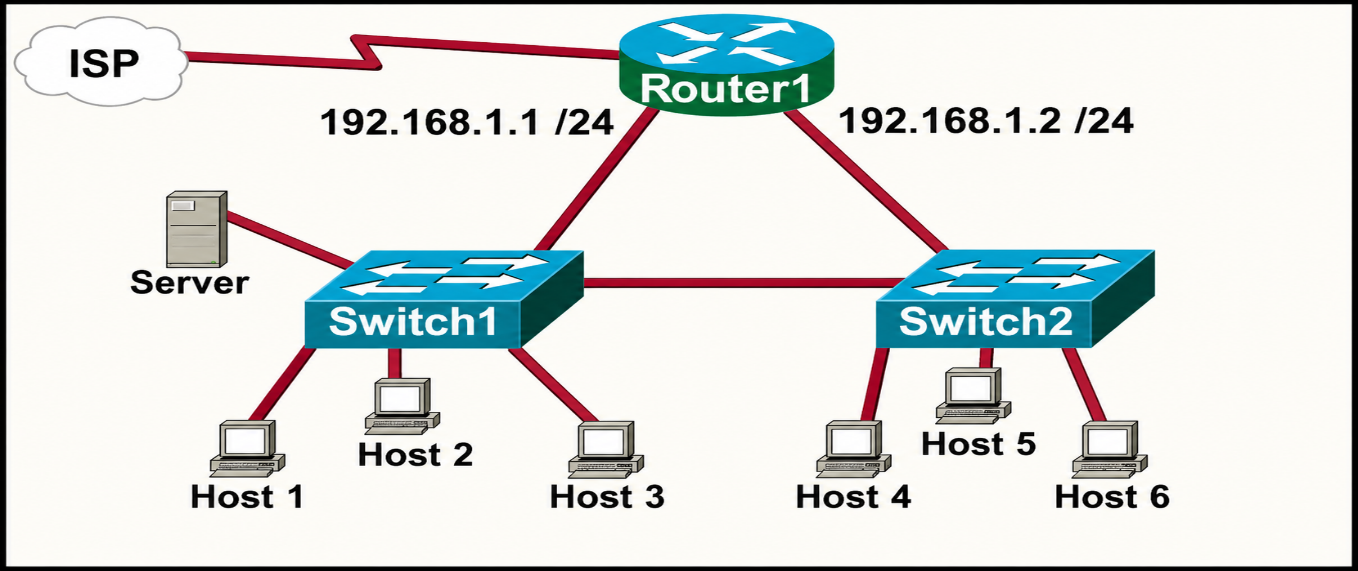 ISP
Router1
192.168.1.1 /24
192.168.1.2 /24
Server
Switch1
Switch2
Host 1
Host 2
Host 3
Host 4
Host 5
Host 6